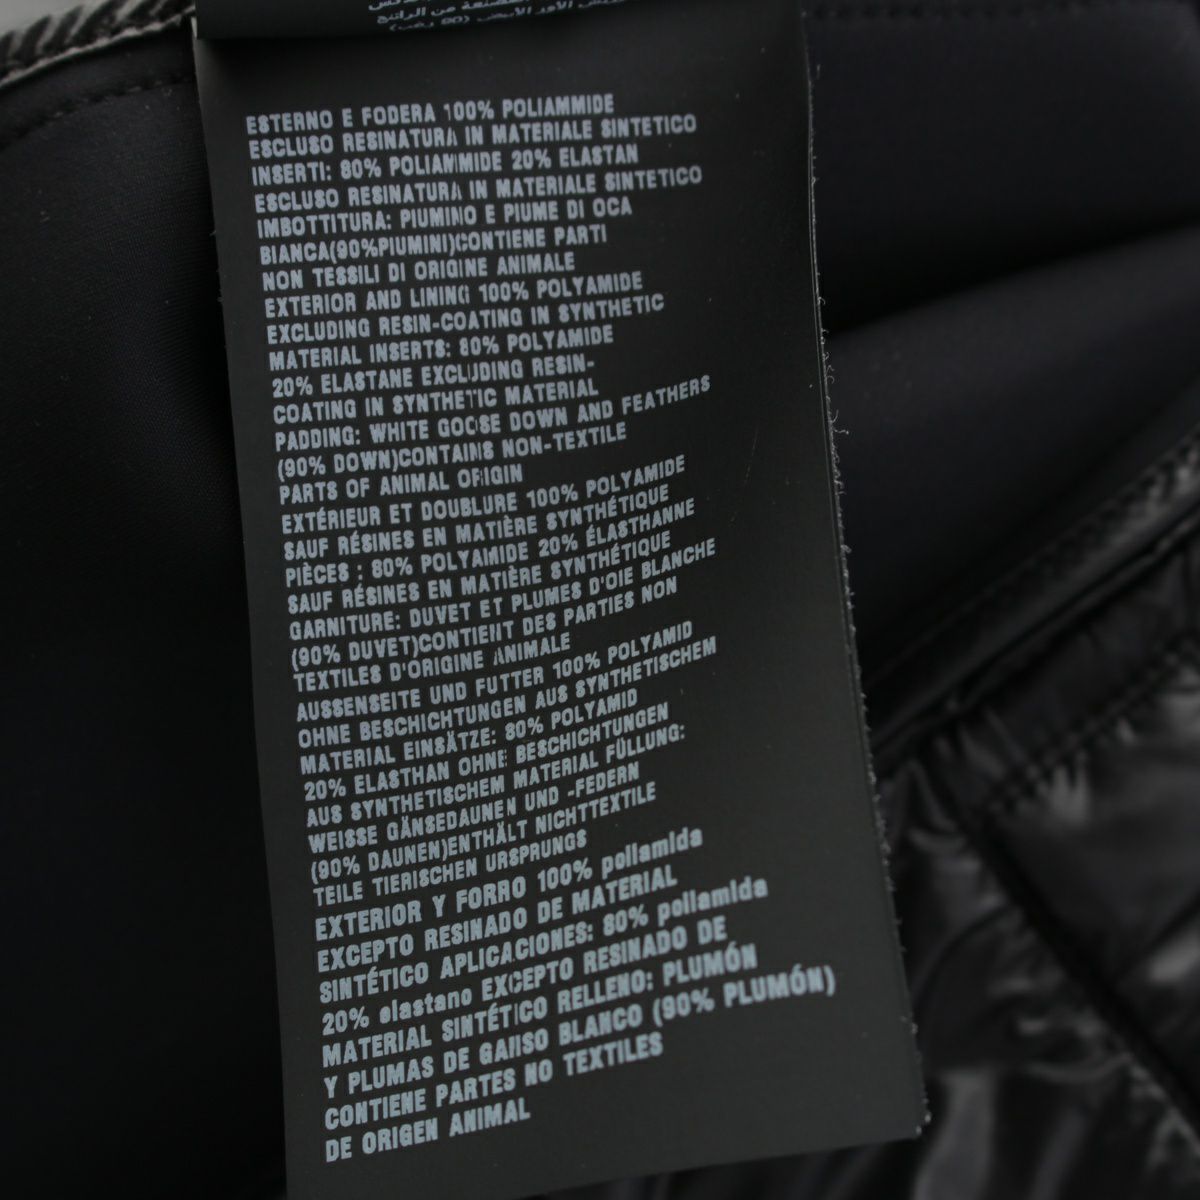 ESTERNO E FODERA 100% POLIAMMIDE
ESCLUSO RESINATURA IN MATERIALE SINTETICO
INSERTI: 80% POLIAMMIDE 20% ELASTAN
ESCLUSO RESINATURA IN MATERIALE SINTETICO
IMBOTTITURA: PIUMINO E PIUME DI OCA
BIANCA(90%PIUMINI)CONTIENE PARTI
NON TESSILI DI ORIGINE ANIMALE
EXTERIOR AND LINING 100% POLYAMIDE
EXCLUDING RESIN-COATING IN SYNTHETIC
MATERIAL INSERTS: 80% POLYAMIDE
20% ELASTANE EXCLUDING RESIN-
COATING IN SYNTHETIC MATERIAL
PADDING: WHITE GOOSE DOWN AND FEATHERS
(90% DOWN)CONTAINS NON-TEXTILE
PARTS OF ANIMAL ORIGIN
EXTÉRIEUR ET DOUBLURE 100% POLYAMIDE
SAUF RÉSINES EN MATIÈRE SYNTHÉTIQUE
PIÈCES : 80% POLYAMIDE 20% ÉLASTHANNE
SAUF RÉSINES EN MATIÈRE SYNTHÉTIQUE
GARNITURE: DUVET ET PLUMES D'OIE BLANCHE
(90% DUVET)CONTIENT DES PARTIES NON
TEXTILES D'ORIGINE ANIMALE
AUSSENSEITE UND FUTTER 100% POLYAMID
OHNE BESCHICHTUNGEN AUS SYNTHETISCHEM
MATERIAL EINSÄTZE: 80% POLYAMID
20% ELASTHAN OHNE BESCHICHTUNGEN
AUS SYNTHETISCHEM MATERIAL FÜLLUNG:
WEISSE GÄNSEDAUNEN UND -FEDERN
(90% DAUNEN)ENTHÄLT NICHTTEXTILE
TEILE TIERISCHEN URSPRUNGS
EXTERIOR Y FORRO 100% poliamida
EXCEPTO RESINADO DE MATERIAL
SINTÉTICO APLICACIONES: 80% poliamida
20% elastano EXCEPTO RESINADO DE
MATERIAL SINTÉTICO RELLENO: PLUMÓN
Y PLUMAS DE GANSO BLANCO (90% PLUMÓN)
CONTIENE PARTES NO TEXTILES
DE ORIGEN ANIMAL